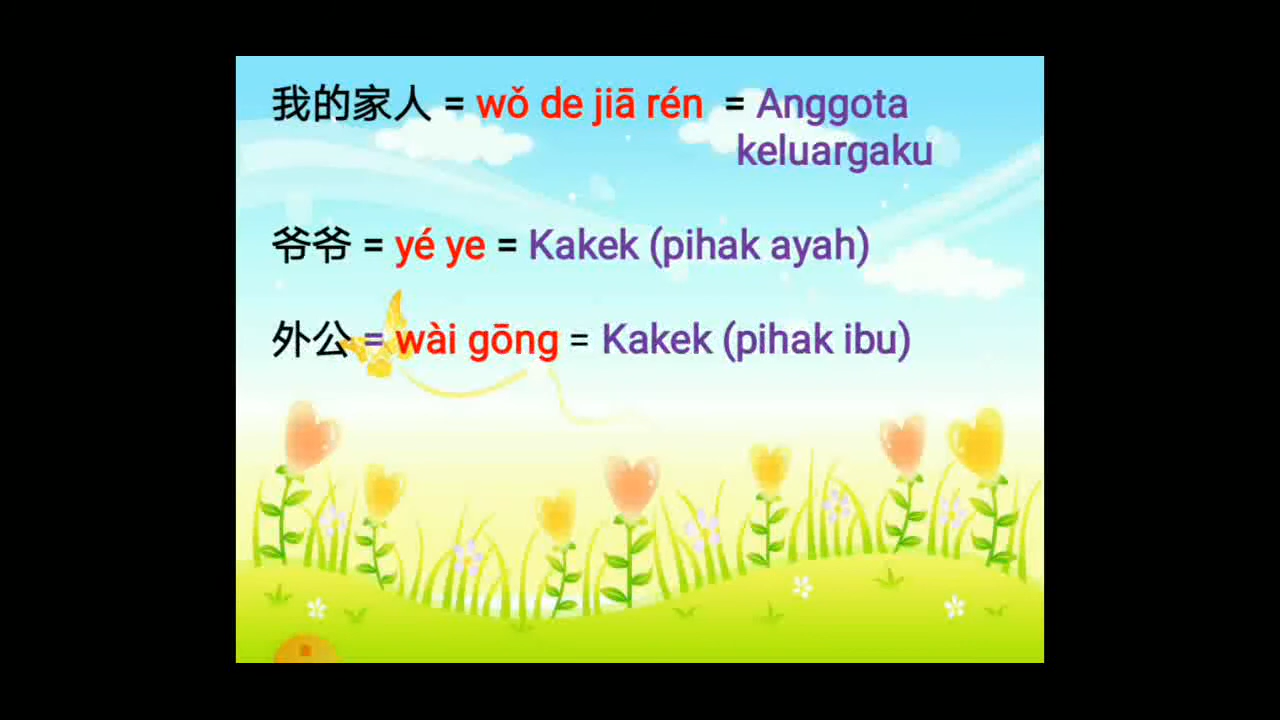 我的家人 = wǒ de jiā rén = Anggota
keluargaku
爷爷 = yé ye = Kakek (pihak ayah)
外公 = wài gōng = Kakek (pihak ibu)